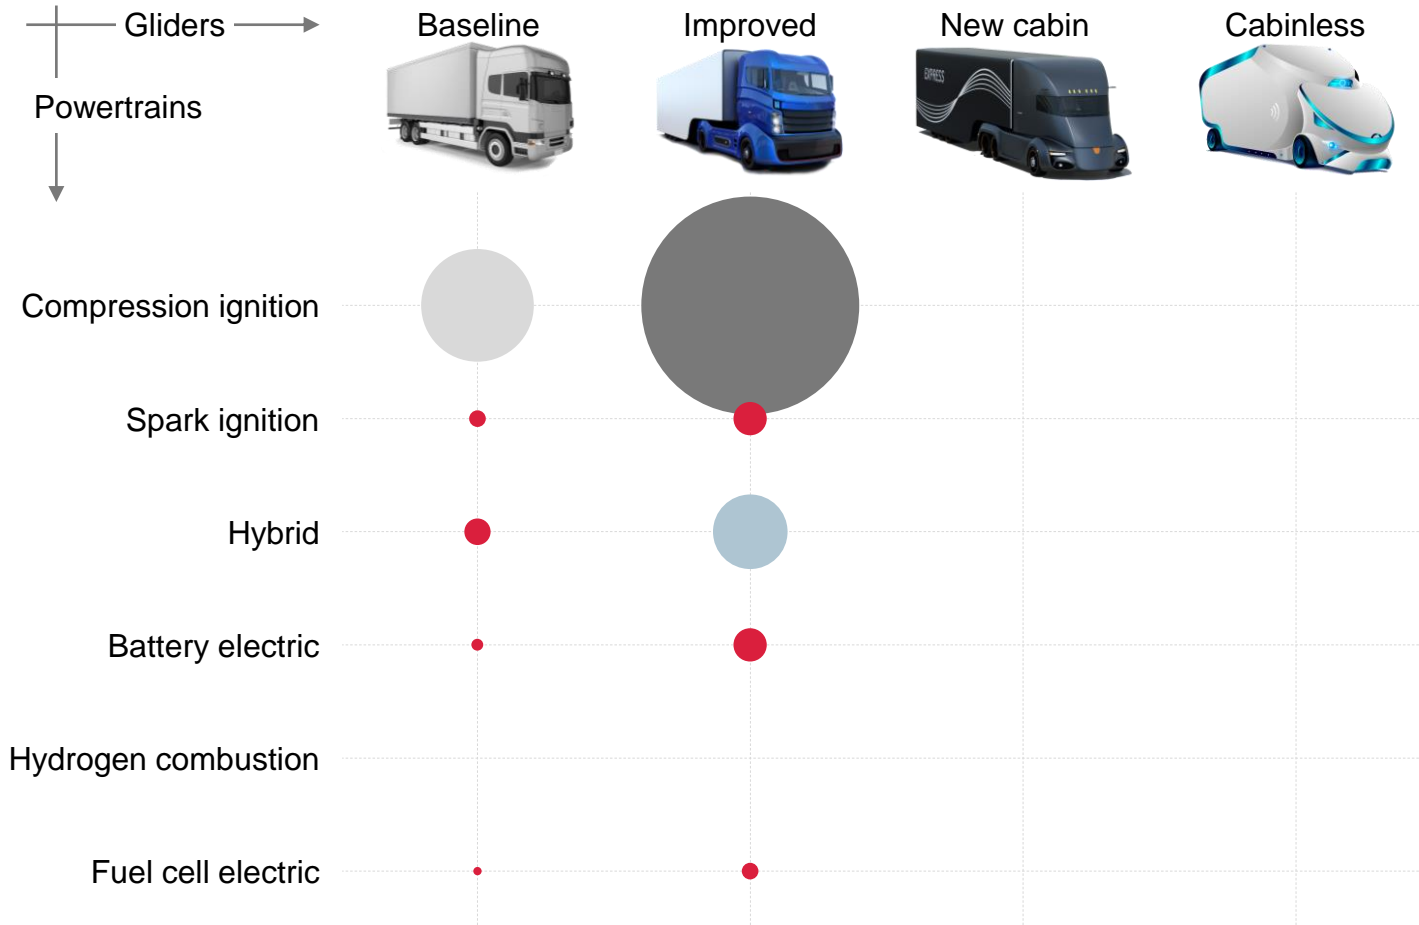 Gliders
Baseline
Improved
New cabin
Cabinless
Powertrains
EXPRESS
Compression ignition
Spark ignition
Hybrid
Battery electric
Hydrogen combustion
Fuel cell electric